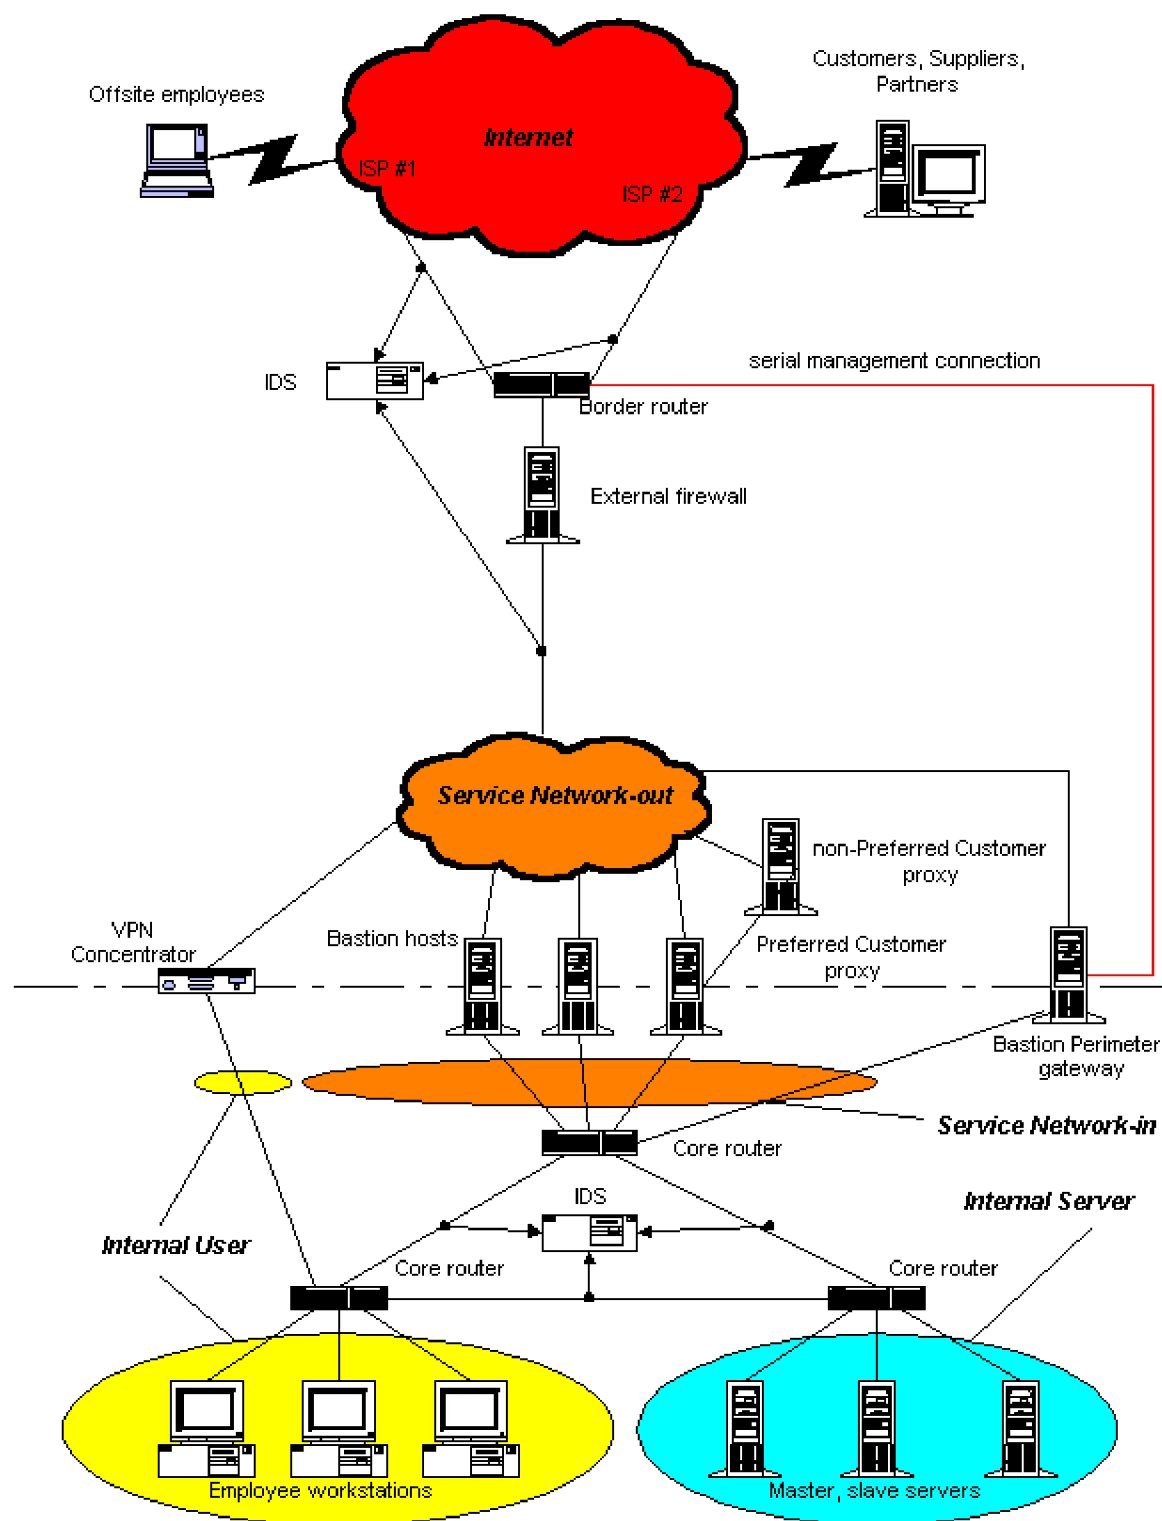 Customers, Suppliers,
Partners
Offsite employees
Internet
ISP #1
ISP #2
serial management connection
IDS
Border router
External firewall
Service Network-out
non-Preferred Customer
proxy
VPN
Concentrator
Bastion hosts
Preferred Customer
proxy
Bastion Perimeter
gateway
Service Network-in
Core router
IDS
Internal Server
Internal User
Core router
Core router
Employee workstations
Master, slave servers